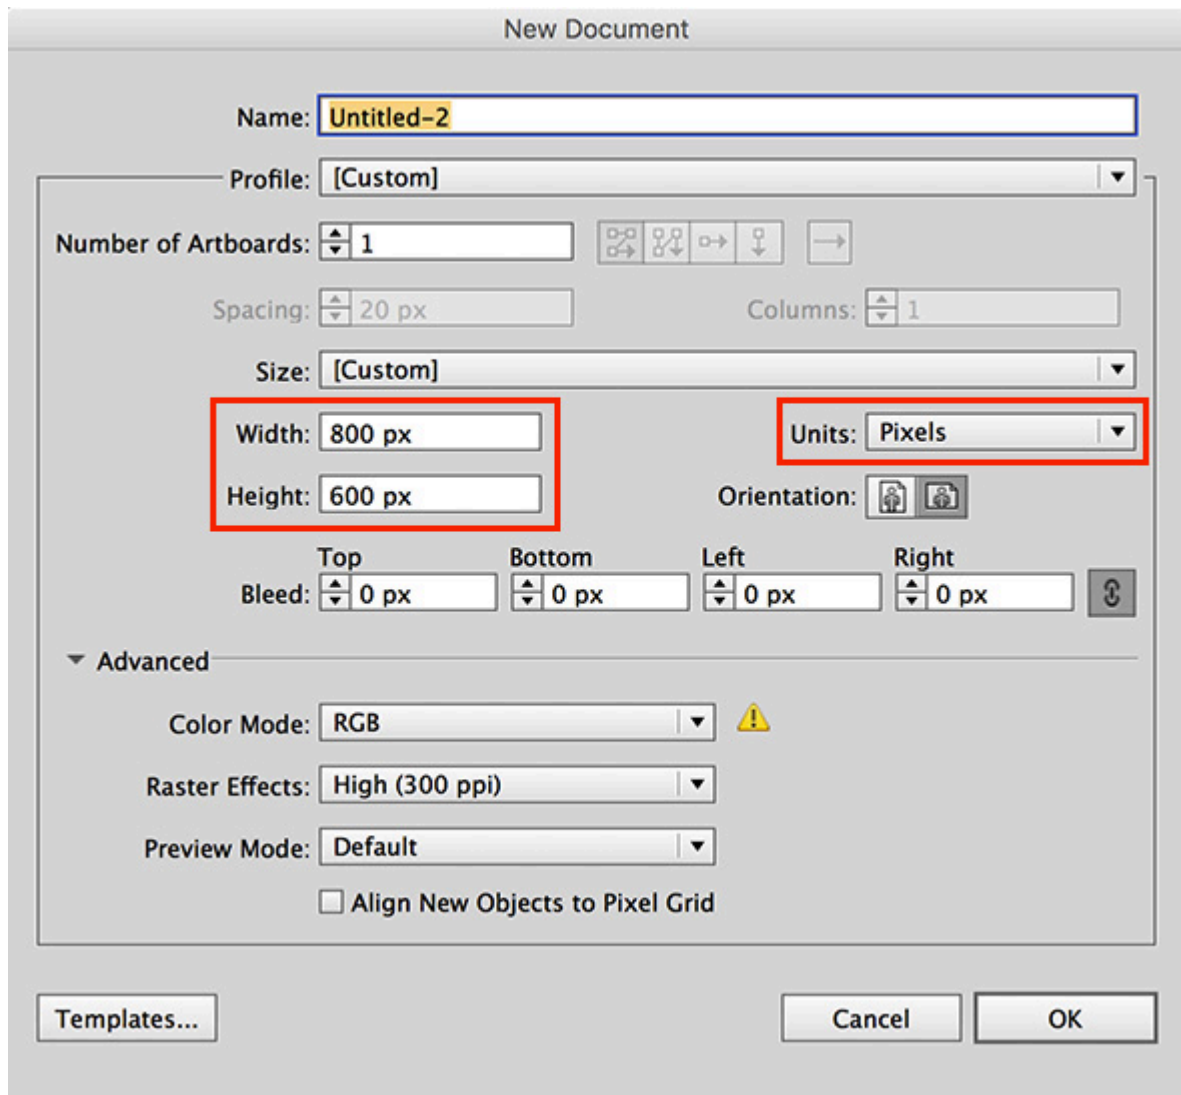 New Document
Name: Untitled-2
Profile: [Custom]
Number of Artboards: 1
Spacing: 20 px Columns: 1
Size: [Custom]
Width: 800 px Units: Pixels
Height: 600 px Orientation:
Top Bottom Left Right
Bleed: 0 px 0 px 0 px 0 px
Advanced
Color Mode: RGB
Raster Effects: High (300 ppi)
Preview Mode: Default
Align New Objects to Pixel Grid
Templates... Cancel OK